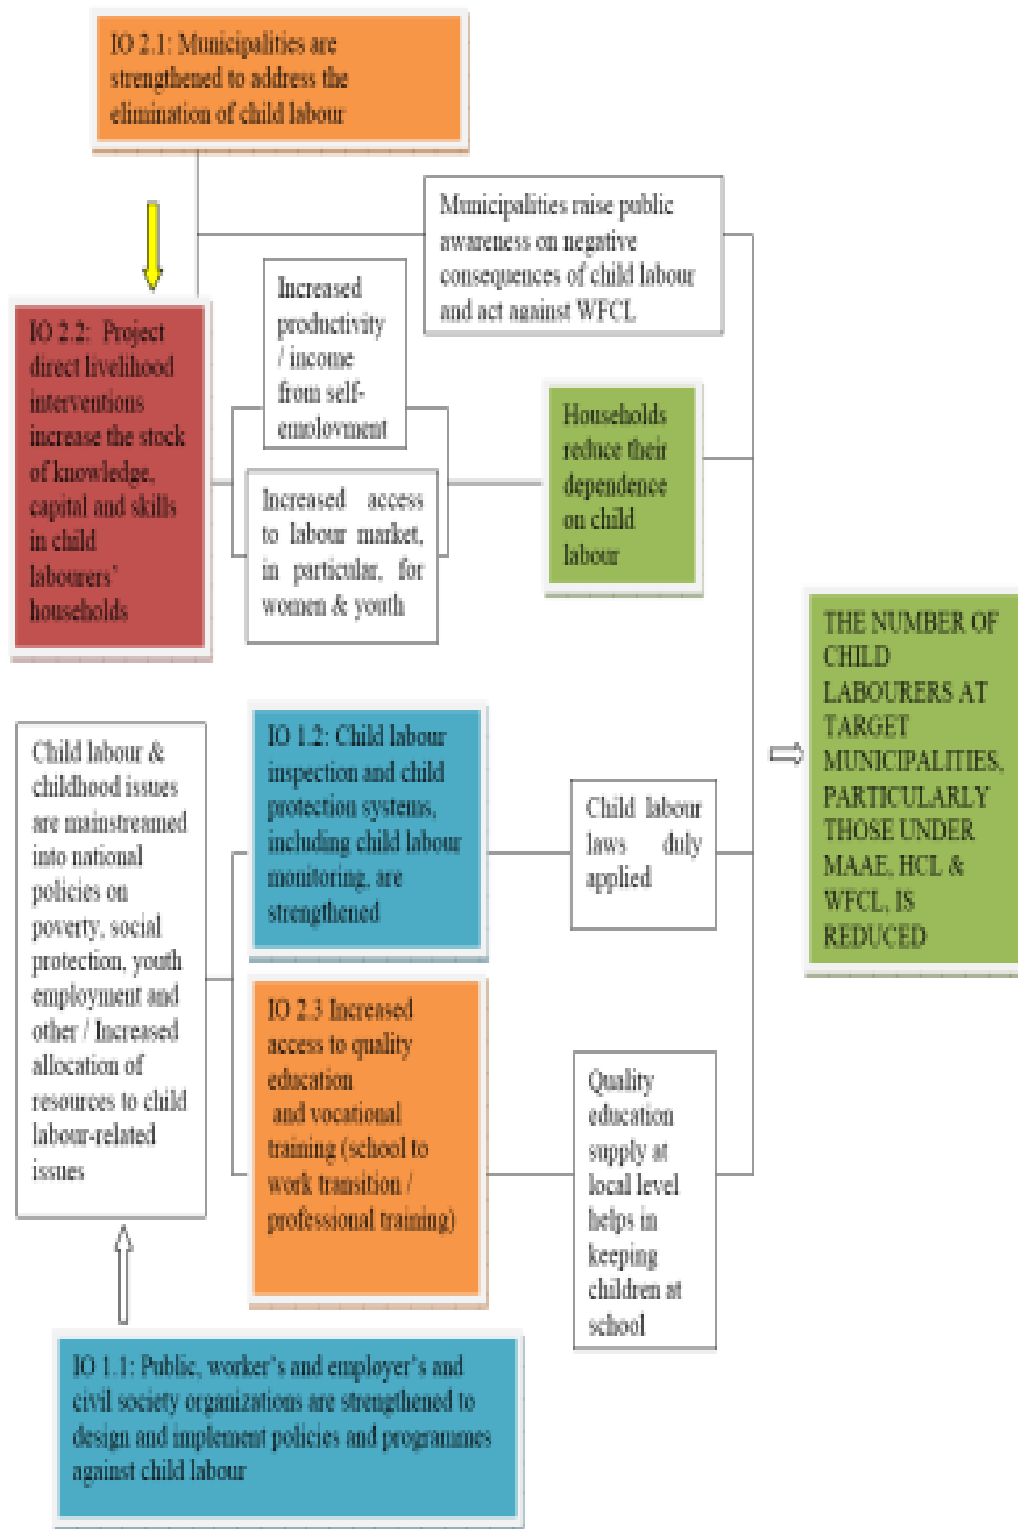 IO 2.1: Municipalities are
strengthened to address the
elimination of child labour
Municipalities raise public
awareness on negative
consequences of child labour
and act against WFCL
Increased
productivity
/ income
from self-
employment
IO 2.2: Project
direct livelihood
interventions
increase the stock
of knowledge,
capital and skills
in child
labourers'
households
Households
reduce their
dependence
on child
labour
Increased access
to labour market,
in particular, for
women & youth
THE NUMBER OF
CHILD
LABOURERS AT
TARGET
MUNICIPALITIES,
PARTICULARLY
THOSE UNDER
MAAE, HCL &
WFCL, IS
REDUCED
Child labour &
childhood issues
are mainstreamed
into national
policies on
poverty, social
protection, youth
employment and
other / Increased
allocation of
resources to child
labour-related
issues
IO 1.2: Child labour
inspection and child
protection systems,
including child labour
monitoring, are
strengthened
Child labour
laws duly
applied
IO 2.3 Increased
access to quality
education
and vocational
training (school to
work transition /
professional training)
Quality
education
supply at
local level
helps in
keeping
children at
school
IO 1.1: Public, worker's and employer's and
civil society organizations are strengthened to
design and implement policies and programmes
against child labour